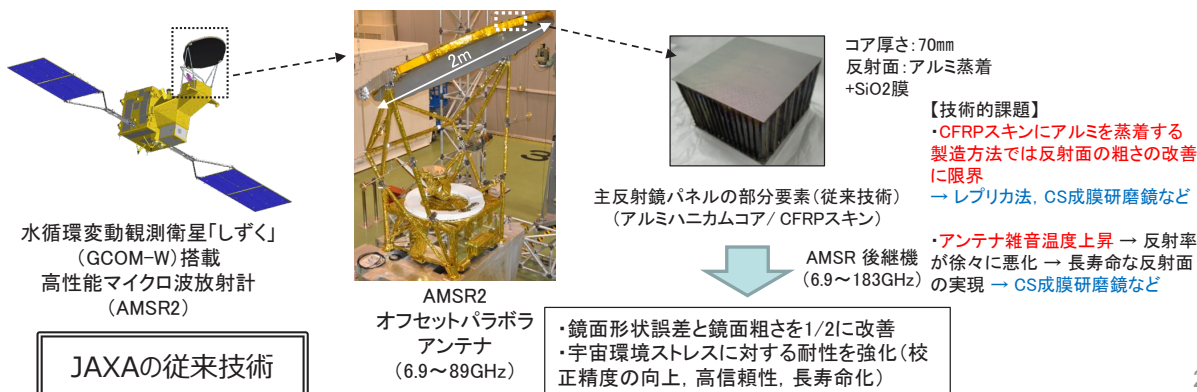 水循環変動観測衛星「しずく」
(GCOM-W)搭載
高性能マイクロ波放射計
(AMSR2)
JAXAの従来技術
2m
AMSR2
オフセットパラボラ
アンテナ
(6.9～89GHz)
コア厚さ:70mm
反射面:アルミ蒸着
+SiO2膜
主反射鏡パネルの部分要素(従来技術)
(アルミハニカムコア/ CFRPスキン)
AMSR 後継機
(6.9～183GHz)
・鏡面形状誤差と鏡面粗さを1/2に改善
・宇宙環境ストレスに対する耐性を強化(校
正精度の向上, 高信頼性, 長寿命化)
【技術的課題】
・CFRPスキンにアルミを蒸着する
製造方法では反射面の粗さの改善
に限界
→ レプリカ法, CS成膜研磨鏡など
・アンテナ雑音温度上昇 → 反射率
が徐々に悪化 → 長寿命な反射面
の実現 → CS成膜研磨鏡など